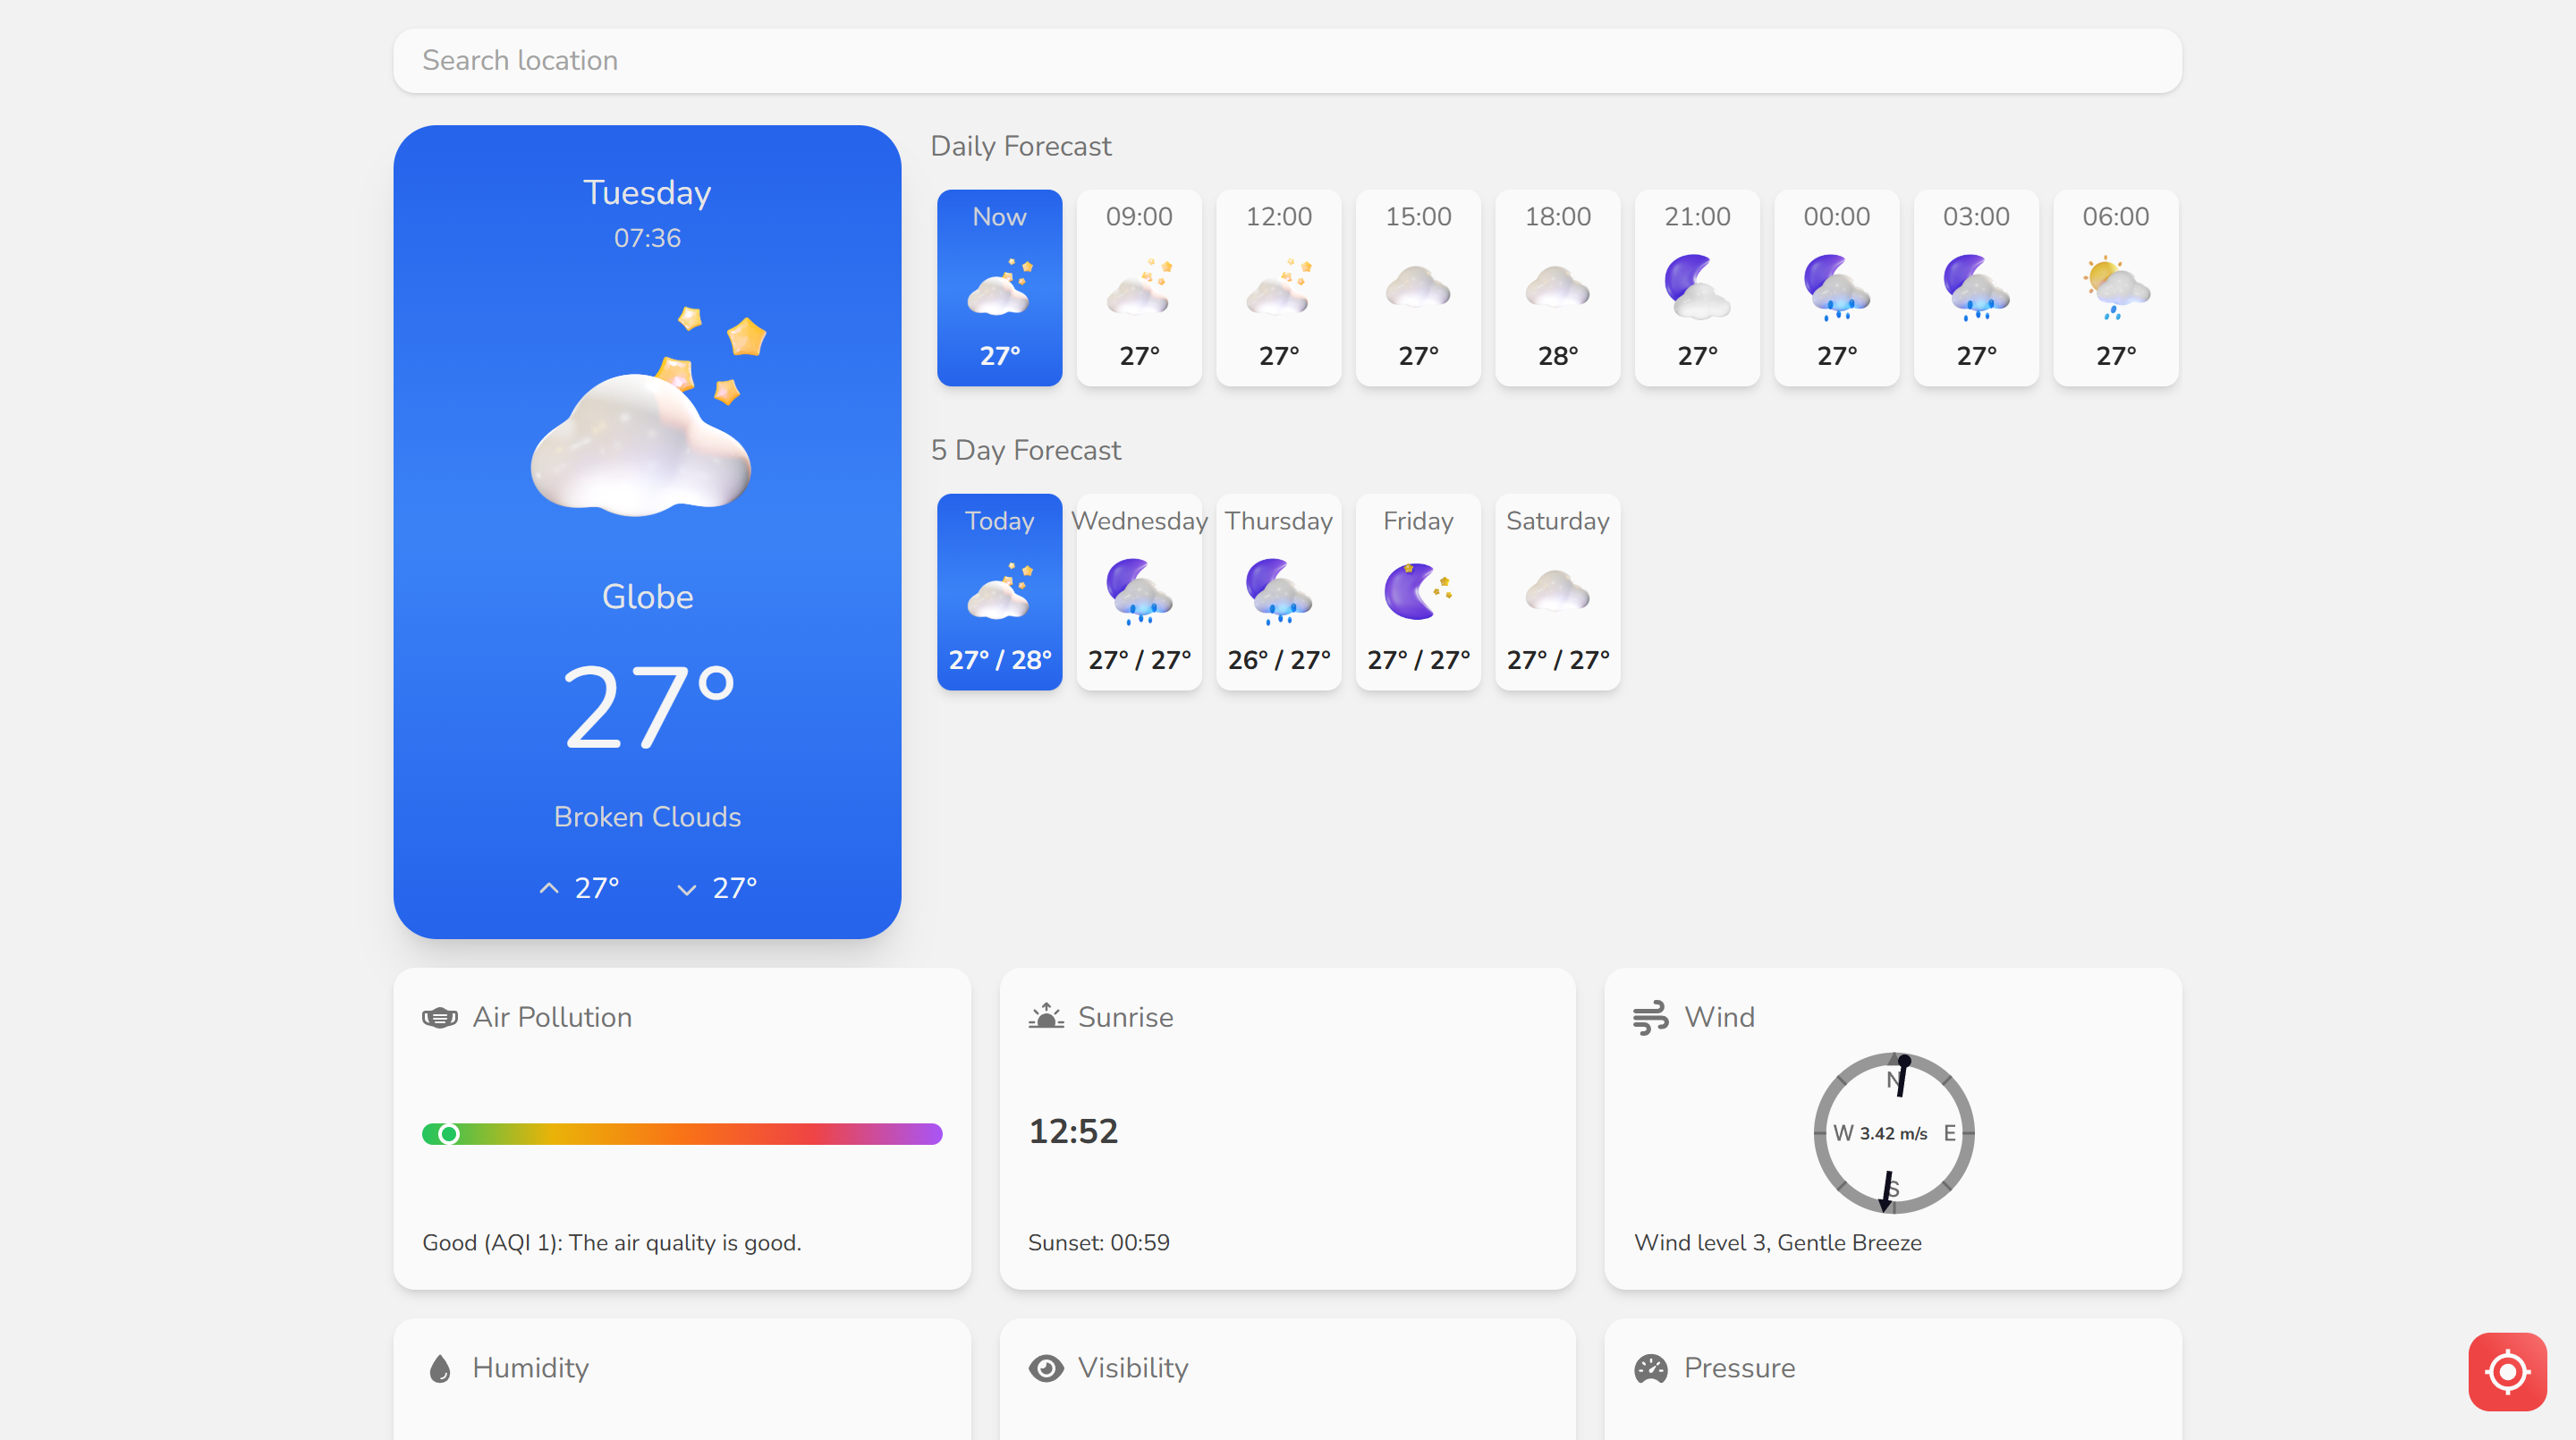 Search location
Tuesday
07:36
Globe
27°
Broken Clouds
27° 27°
Daily Forecast
Now 09:00 12:00 15:00 18:00 21:00 00:00 03:00 06:00
27° 27° 27° 27° 28° 27° 27° 27° 27°
5 Day Forecast
Today Wednesday Thursday Friday Saturday
27° / 28° 27° / 27° 26° / 27° 27° / 27° 27° / 27°
Air Pollution
Good (AQI 1): The air quality is good.
Sunrise
12:52
Sunset: 00:59
Wind
N
W 3.42 m/s E
S
Wind level 3, Gentle Breeze
Humidity
Visibility
Pressure